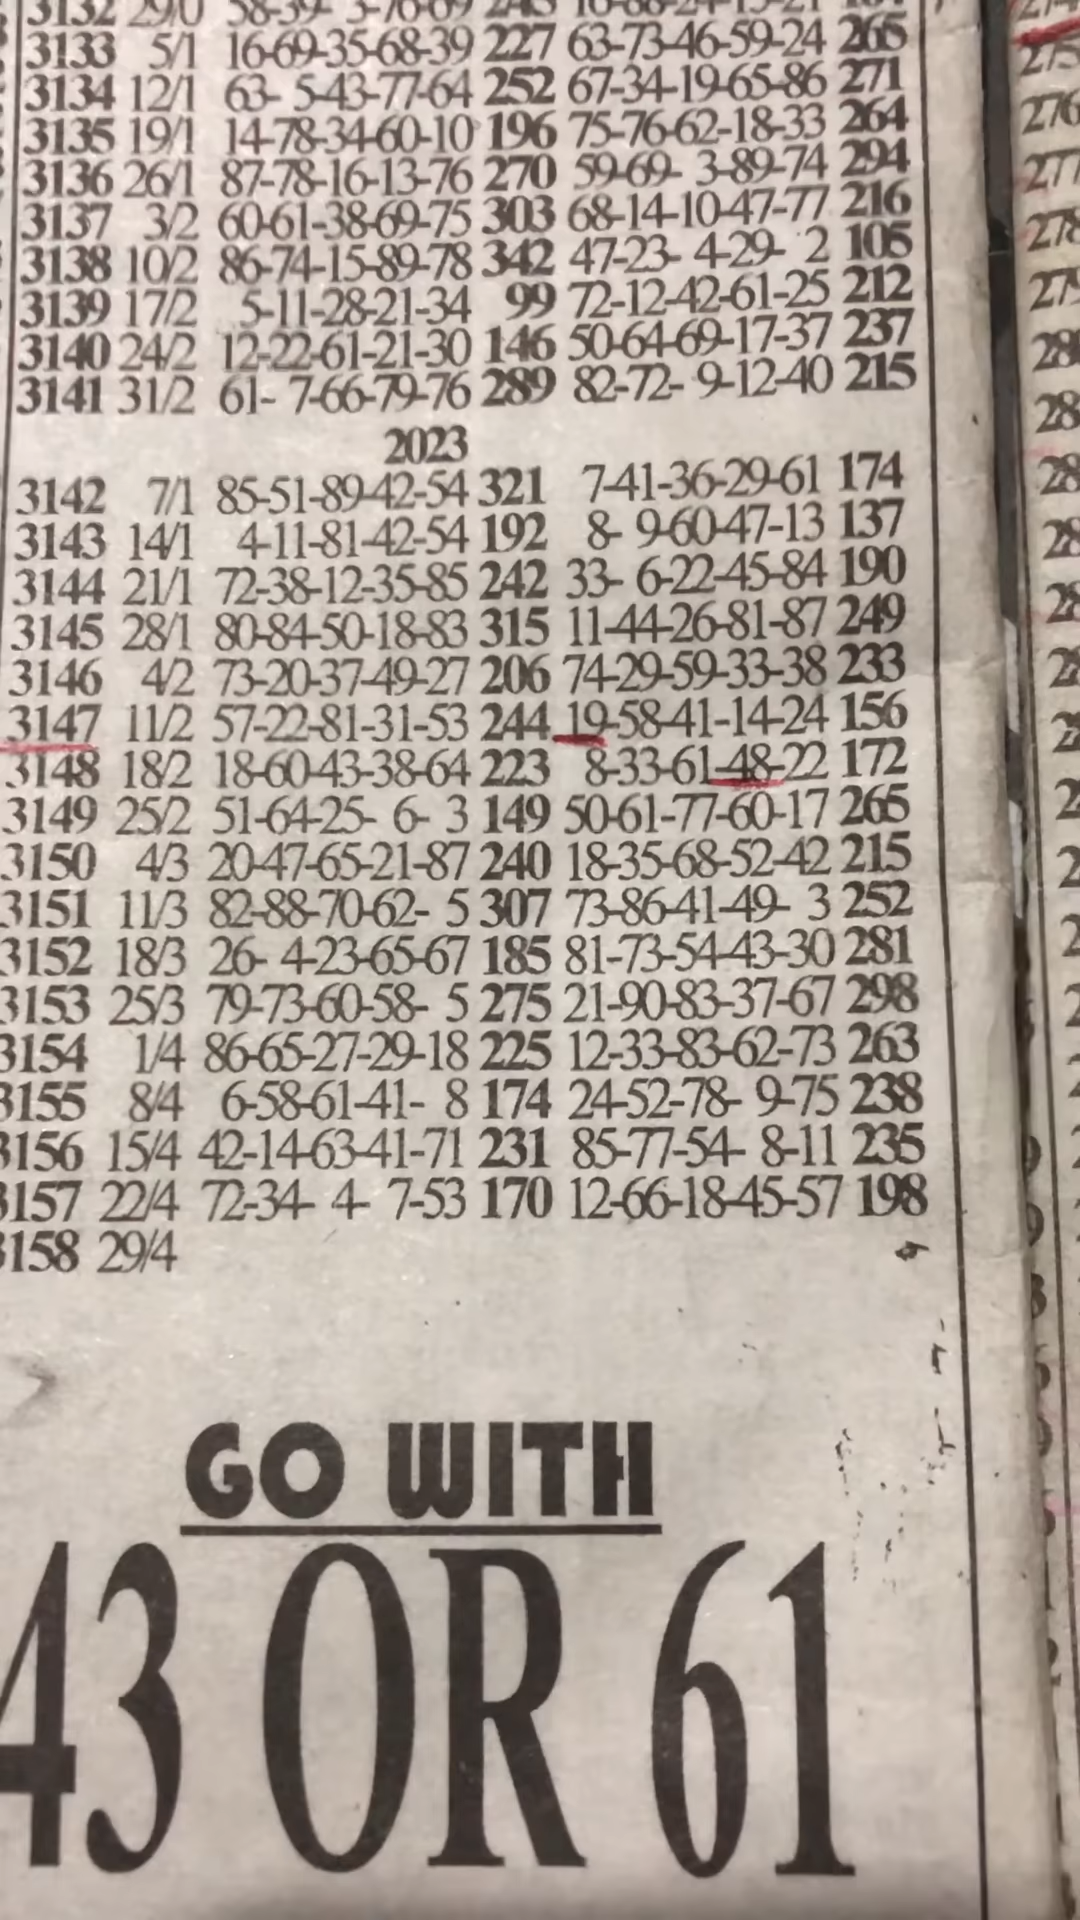 3132 29/0 58-39- 3-76-69
3133 5/1 16-69-35-68-39 227 63-73-46-59-24 265
3134 12/1 63- 5-43-77-64 252 67-34-19-65-86 271
3135 19/1 14-78-34-60-10 196 75-76-62-18-33 264
3136 26/1 87-78-16-13-76 270 59-69- 3-89-74 294
3137 3/2 60-61-38-69-75 303 68-14-10-47-77 216
3138 10/2 86-74-15-89-78 342 47-23- 4-29- 2 105
3139 17/2 5-11-28-21-34 99 72-12-42-61-25 212
3140 24/2 12-22-61-21-30 146 50-64-69-17-37 237
3141 31/2 61- 7-66-79-76 289 82-72- 9-12-40 215
2023
3142 7/1 85-51-89-42-54 321 7-41-36-29-61 174
3143 14/1 4-11-81-42-54 192 8- 9-60-47-13 137
3144 21/1 72-38-12-35-85 242 33- 6-22-45-84 190
3145 28/1 80-84-50-18-83 315 11-44-26-81-87 249
3146 4/2 73-20-37-49-27 206 74-29-59-33-38 233
3147 11/2 57-22-81-31-53 244 19-58-41-14-24 156
3148 18/2 18-60-43-38-64 223 8-33-61-48-22 172
3149 25/2 51-64-25- 6- 3 149 50-61-77-60-17 265
3150 4/3 20-47-65-21-87 240 18-35-68-52-42 215
3151 11/3 82-88-70-62- 5 307 73-86-41-49- 3 252
3152 18/3 26- 4-23-65-67 185 81-73-54-43-30 281
3153 25/3 79-73-60-58- 5 275 21-90-83-37-67 298
3154 1/4 86-65-27-29-18 225 12-33-83-62-73 263
3155 8/4 6-58-61-41- 8 174 24-52-78- 9-75 238
3156 15/4 42-14-63-41-71 231 85-77-54- 8-11 235
3157 22/4 72-34- 4- 7-53 170 12-66-18-45-57 198
3158 29/4
GO WITH
43 OR 61
275
276
277
278
279